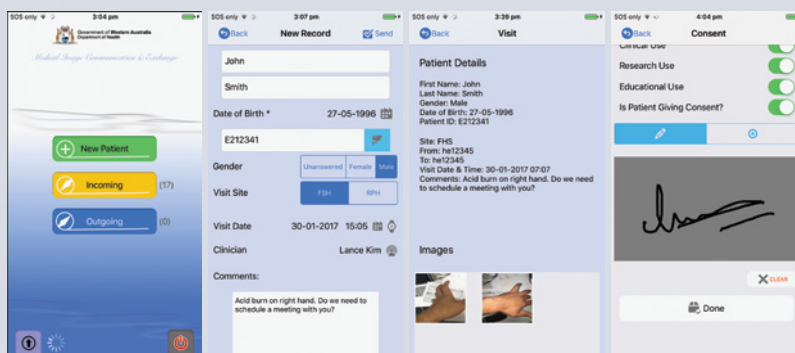 SOS only
3:04 pm
Government of Western Australia
Department of Health
Medical Image Communication & Exchange
New Patient
Incoming
(17)
Outgoing
(0)
SOS only
3:07 pm
Back
New Record
Send
John
Smith
Date of Birth *
27-05-1996
E212341
Gender
Unanswered
Female
Male
Visit Site
FSH
RPH
Visit Date
30-01-2017 15:05
Clinician
Lance Kim
Comments:
Acid burn on right hand. Do we need to
schedule a meeting with you?
SOS only
3:39 pm
Back
Visit
Patient Details
First Name: John
Last Name: Smith
Gender: Male
Date of Birth: 27-05-1996
Patient ID: E212341
Site: FHS
From: he12345
To: he12345
Visit Date & Time: 30-01-2017 07:07
Comments: Acid burn on right hand. Do we need
to schedule a meeting with you?
Images
SOS only
4:04 pm
Back
Consent
Clinical Use
Research Use
Educational Use
Is Patient Giving Consent?
CLEAR
Done